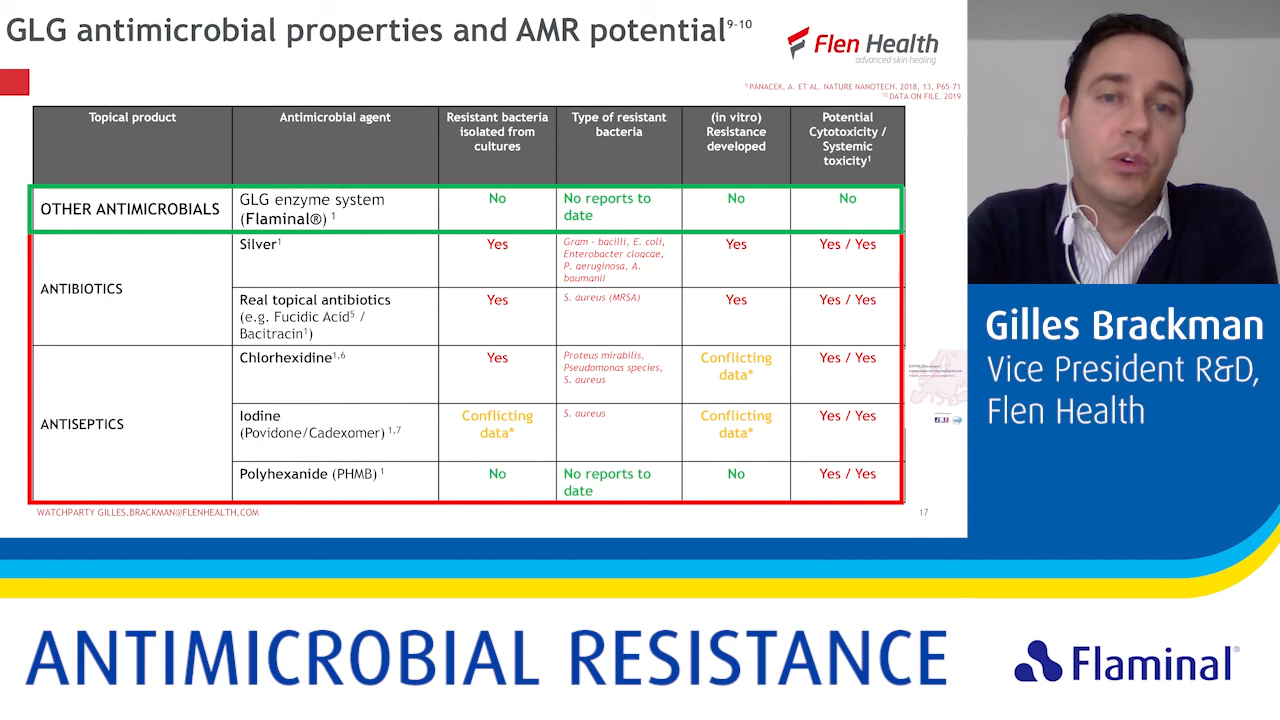 GLG antimicrobial properties and AMR potential9-10
Flen Health
advanced skin healing
9 PANACEK, A. ET AL. NATURE NANOTECH. 2018, 13, P65-71
10 DATA ON FILE. 2019
Topical product
Antimicrobial agent
Resistant bacteria
isolated from
cultures
Type of resistant
bacteria
(in vitro)
Resistance
developed
Potential
Cytotoxicity /
Systemic
toxicity1
OTHER ANTIMICROBIALS
GLG enzyme system
(Flaminal®) 1
No
No reports to
date
No
No
ANTIBIOTICS
Silver1
Yes
Gram - bacilli, E. coli,
Enterobacter cloacae,
P. aeruginosa, A.
baumanii
Yes
Yes / Yes
Real topical antibiotics
(e.g. Fucidic Acid5 /
Bacitracin1)
Yes
S. aureus (MRSA)
Yes
Yes / Yes
ANTISEPTICS
Chlorhexidine1,6
Yes
Proteus mirabilis,
Pseudomonas species,
S. aureus
Conflicting
data*
Yes / Yes
Iodine
(Povidone/Cadexomer) 1,7
Conflicting
data*
S. aureus
Conflicting
data*
Yes / Yes
Polyhexanide (PHMB) 1
No
No reports to
date
No
Yes / Yes
WATCHPARTY GILLES.BRACKMAN@FLENHEALTH.COM
17
Gilles Brackman
Vice President R&D,
Flen Health
ANTIMICROBIAL RESISTANCE
Flaminal®